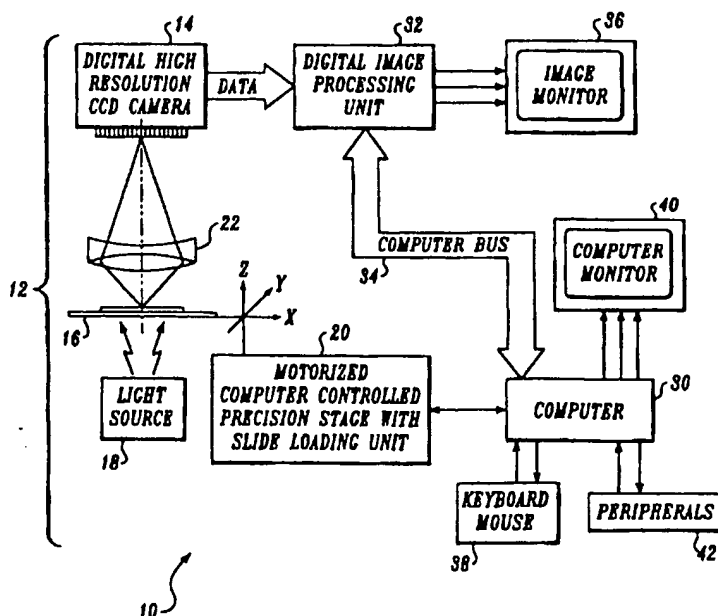 14
DIGITAL HIGH
RESOLUTION
CCD CAMERA
DATA
32
DIGITAL IMAGE
PROCESSING
UNIT
36
IMAGE
MONITOR
22
12
16
Z
Y
X
COMPUTER BUS
34
40
COMPUTER
MONITOR
LIGHT
SOURCE
18
20
MOTORIZED
COMPUTER CONTROLLED
PRECISION STAGE WITH
SLIDE LOADING UNIT
30
COMPUTER
KEYBOARD
MOUSE
38
PERIPRERALS
42
10